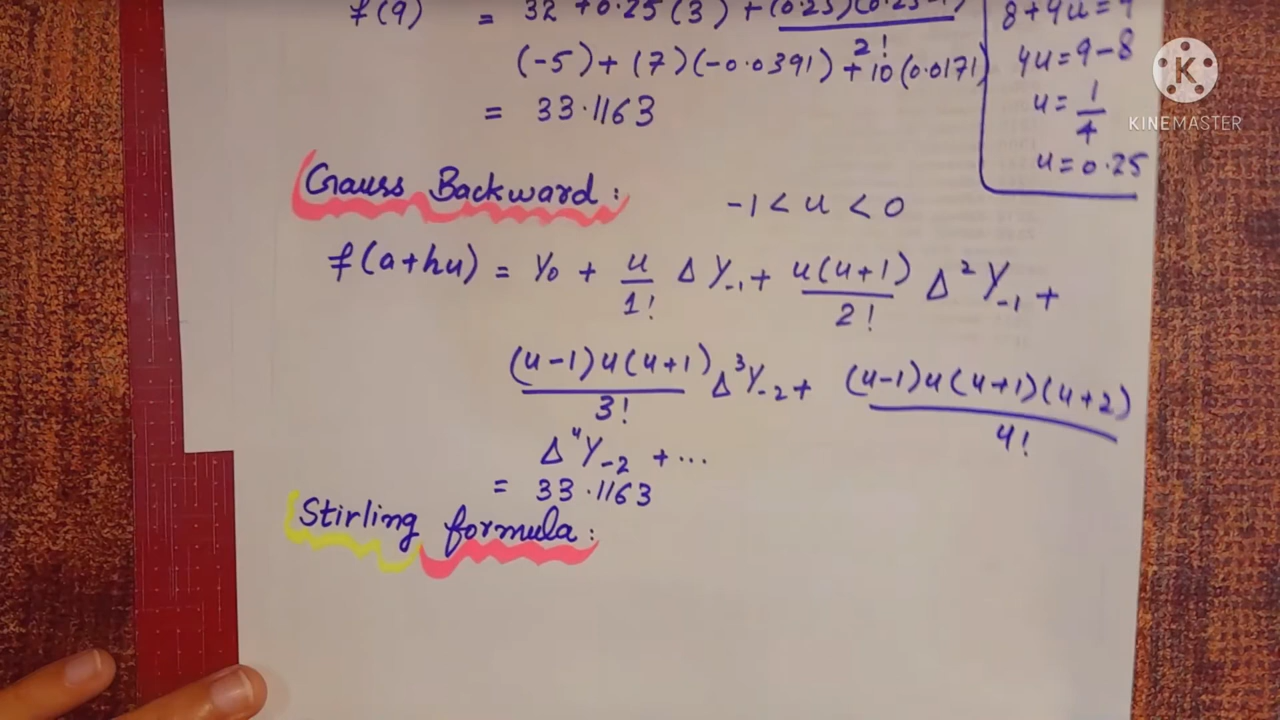 f(9) = 32 + 0.25 (3) + (0.25)(0.25-1)
2!
(-5) + (7)(-0.0391) + 10(0.0171)
= 33.1163
8+4u=9
4u=9-8
u=1/4
u=0.25
KINEMASTER
Gauss Backward :
-1 < u < 0
f(a+hu) = Y₀ + u/1! Δ Y₋₁ + u(u+1)/2! Δ²Y₋₁ +
(u-1)u(u+1)/3! Δ³Y₋₂ + (u-1)u(u+1)(u+2)/4!
Δ⁴Y₋₂ + ...
= 33.1163
Stirling formula :